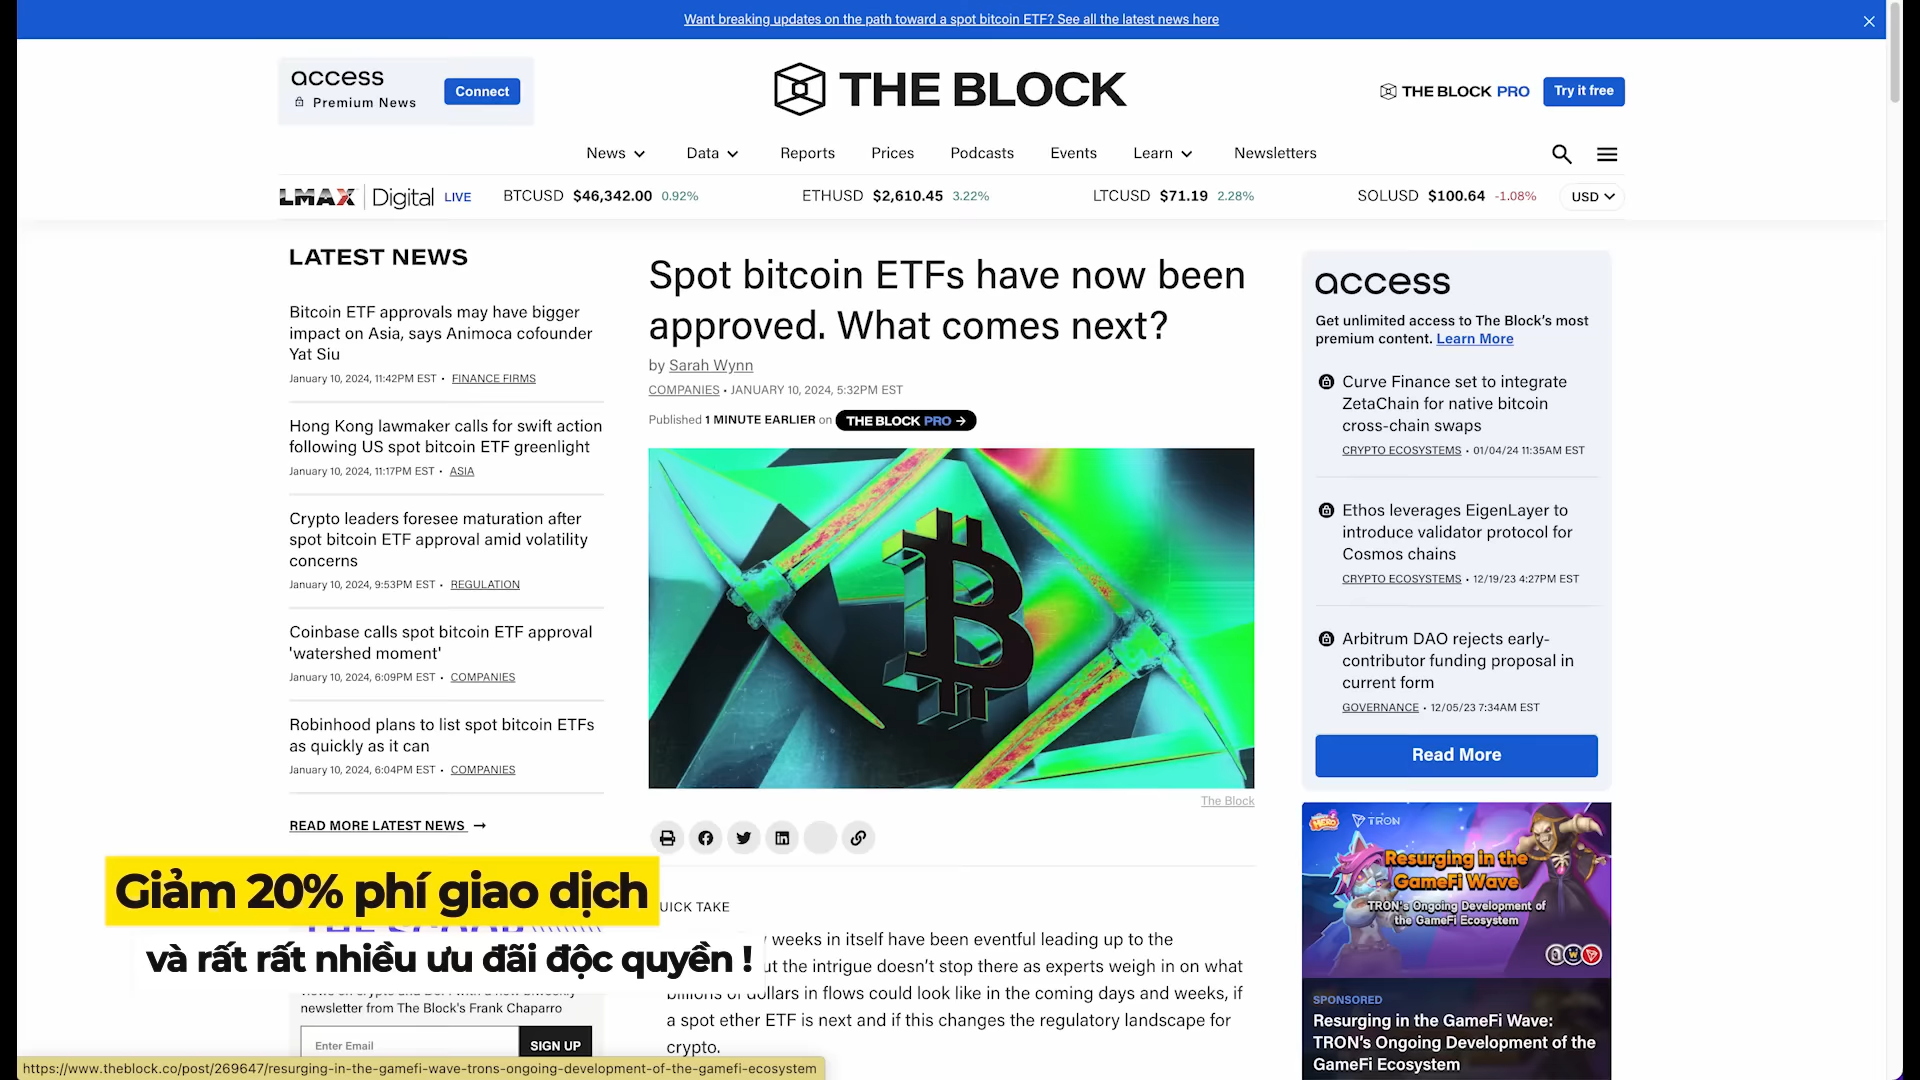 Want breaking updates on the path toward a spot bitcoin ETF? See all the latest news here
access
Premium News
Connect
THE BLOCK
THE BLOCK PRO
Try it free
News
Data
Reports
Prices
Podcasts
Events
Learn
Newsletters
LMAX Digital LIVE
BTCUSD $46,342.00 0.92%
ETHUSD $2,610.45 3.22%
LTCUSD $71.19 2.28%
SOLUSD $100.64 -1.08%
USD
LATEST NEWS
Bitcoin ETF approvals may have bigger
impact on Asia, says Animoca cofounder
Yat Siu
January 10, 2024, 11:42PM EST • FINANCE FIRMS
Hong Kong lawmaker calls for swift action
following US spot bitcoin ETF greenlight
January 10, 2024, 11:17PM EST • ASIA
Crypto leaders foresee maturation after
spot bitcoin ETF approval amid volatility
concerns
January 10, 2024, 9:53PM EST • REGULATION
Coinbase calls spot bitcoin ETF approval
'watershed moment'
January 10, 2024, 6:09PM EST • COMPANIES
Robinhood plans to list spot bitcoin ETFs
as quickly as it can
January 10, 2024, 6:04PM EST • COMPANIES
READ MORE LATEST NEWS →
Giảm 20% phí giao dịch
và rất rất nhiều ưu đãi độc quyền !
newsletter from The Block's Frank Chaparro
Enter Email
SIGN UP
https://www.theblock.co/post/269647/resurging-in-the-gamefi-wave-trons-ongoing-development-of-the-gamefi-ecosystem
Spot bitcoin ETFs have now been
approved. What comes next?
by Sarah Wynn
COMPANIES • JANUARY 10, 2024, 5:32PM EST
Published 1 MINUTE EARLIER on THE BLOCK PRO →
The Block
UICK TAKE
weeks in itself have been eventful leading up to the
ut the intrigue doesn't stop there as experts weigh in on what
billions of dollars in flows could look like in the coming days and weeks, if
a spot ether ETF is next and if this changes the regulatory landscape for
crypto.
access
Get unlimited access to The Block's most
premium content. Learn More
Curve Finance set to integrate
ZetaChain for native bitcoin
cross-chain swaps
CRYPTO ECOSYSTEMS • 01/04/24 11:35AM EST
Ethos leverages EigenLayer to
introduce validator protocol for
Cosmos chains
CRYPTO ECOSYSTEMS • 12/19/23 4:27PM EST
Arbitrum DAO rejects early-
contributor funding proposal in
current form
GOVERNANCE • 12/05/23 7:34AM EST
Read More
HERO TRON
Resurging in the
GameFi Wave
TRON's Ongoing Development of
the GameFi Ecosystem
SPONSORED
Resurging in the GameFi Wave:
TRON's Ongoing Development of the
GameFi Ecosystem